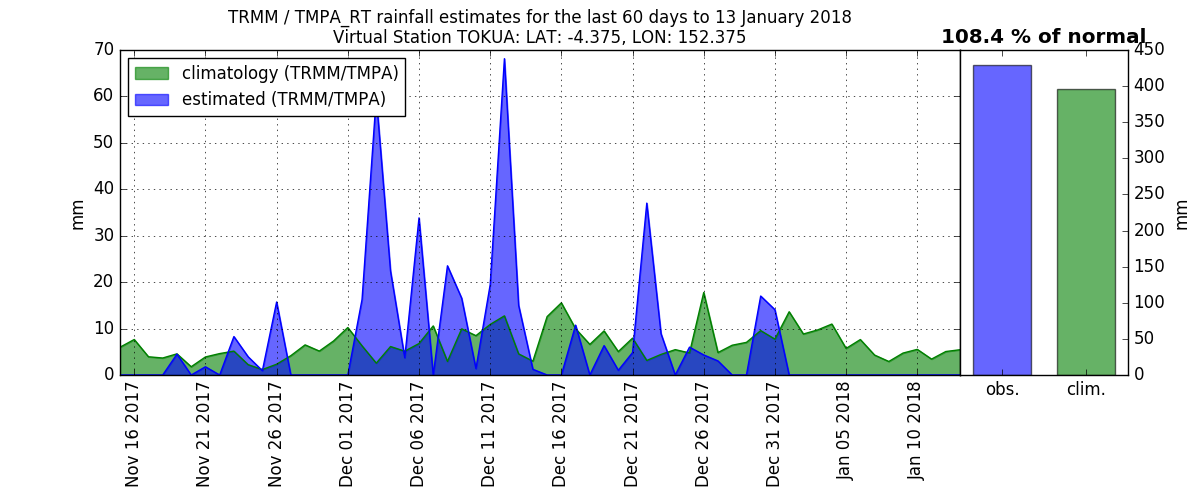 TRMM / TMPA_RT rainfall estimates for the last 60 days to 13 January 2018
Virtual Station TOKUA: LAT: -4.375, LON: 152.375
108.4 % of normal
climatology (TRMM/TMPA)
estimated (TRMM/TMPA)
70
60
50
40
30
20
10
0
mm
Nov 16 2017
Nov 21 2017
Nov 26 2017
Dec 01 2017
Dec 06 2017
Dec 11 2017
Dec 16 2017
Dec 21 2017
Dec 26 2017
Dec 31 2017
Jan 05 2018
Jan 10 2018
obs.
clim.
450
400
350
300
250
200
150
100
50
0
mm